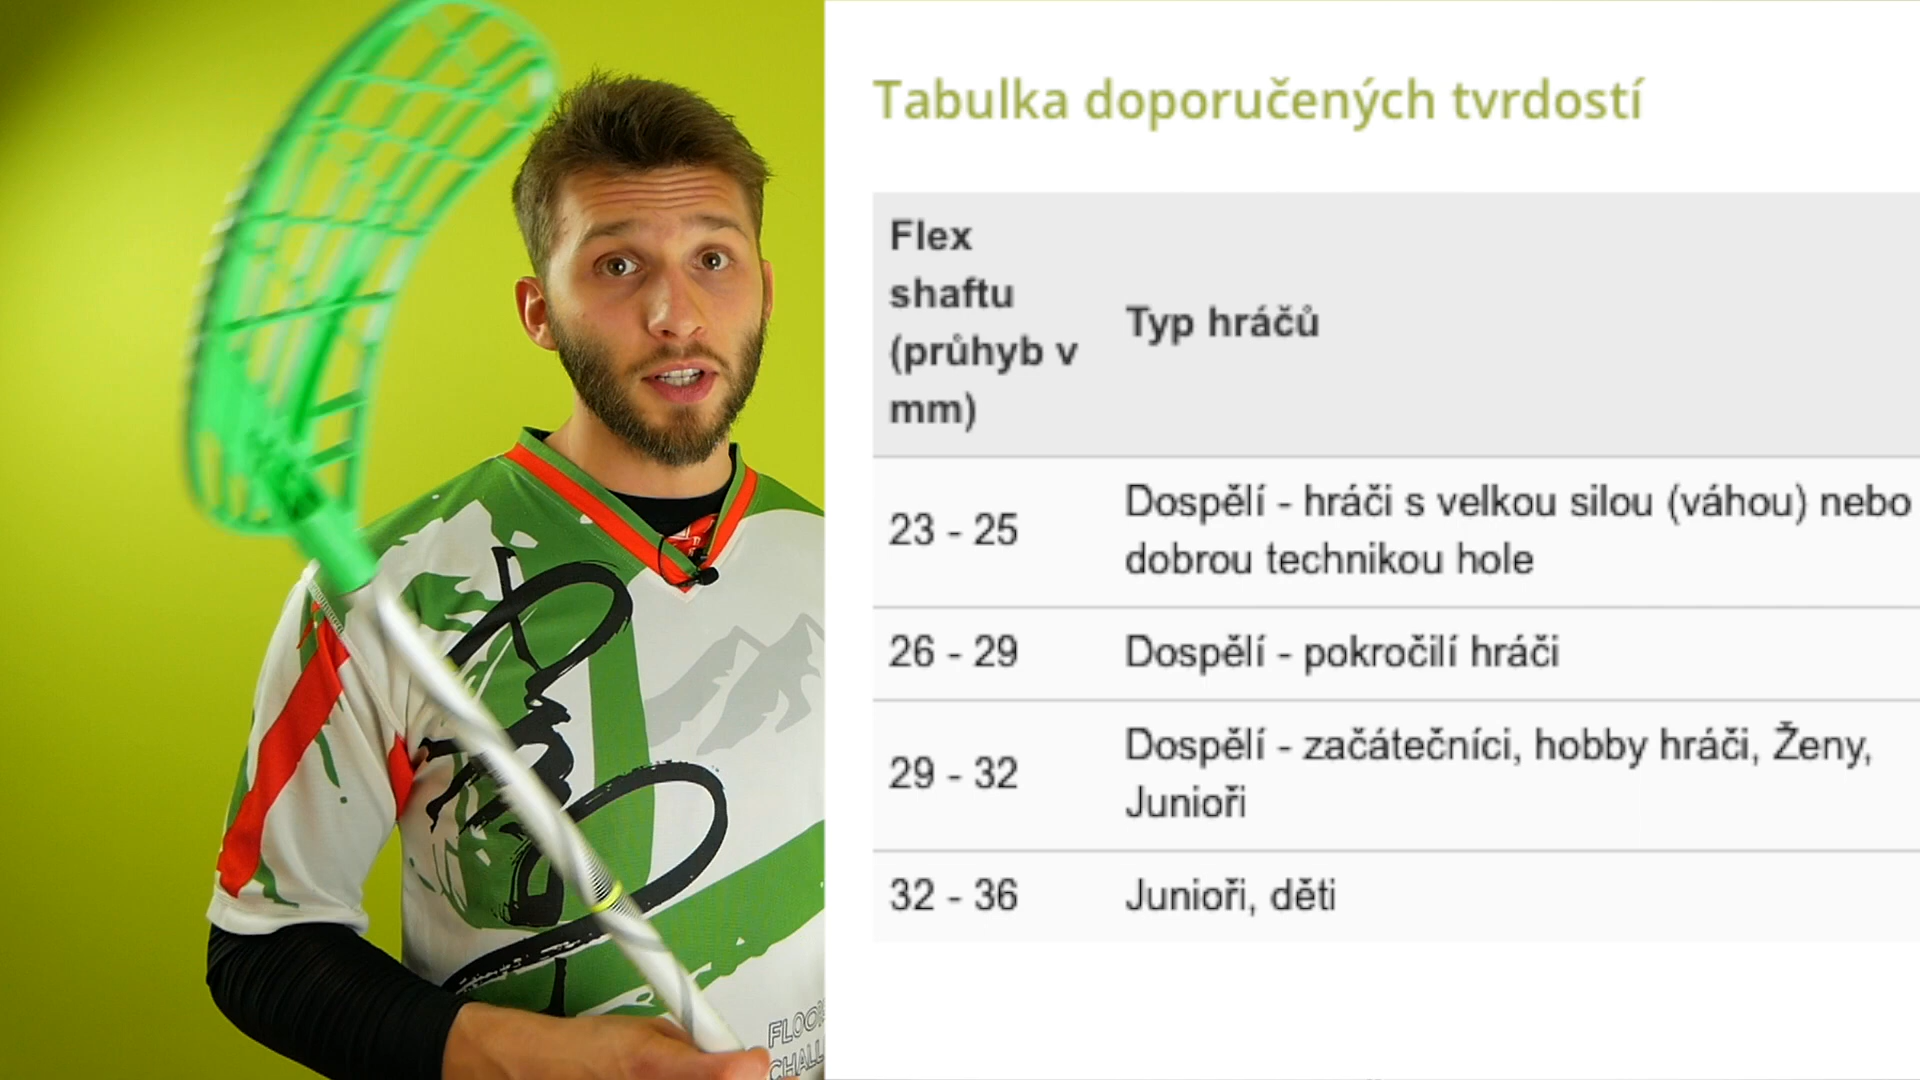 Tabulka doporučených tvrdostí
Flex
shaftu
(průhyb v
mm)
Typ hráčů
23 - 25
Dospělí - hráči s velkou silou (váhou) nebo
dobrou technikou hole
26 - 29
Dospělí - pokročilí hráči
29 - 32
Dospělí - začátečníci, hobby hráči, Ženy,
Junioři
32 - 36
Junioři, děti